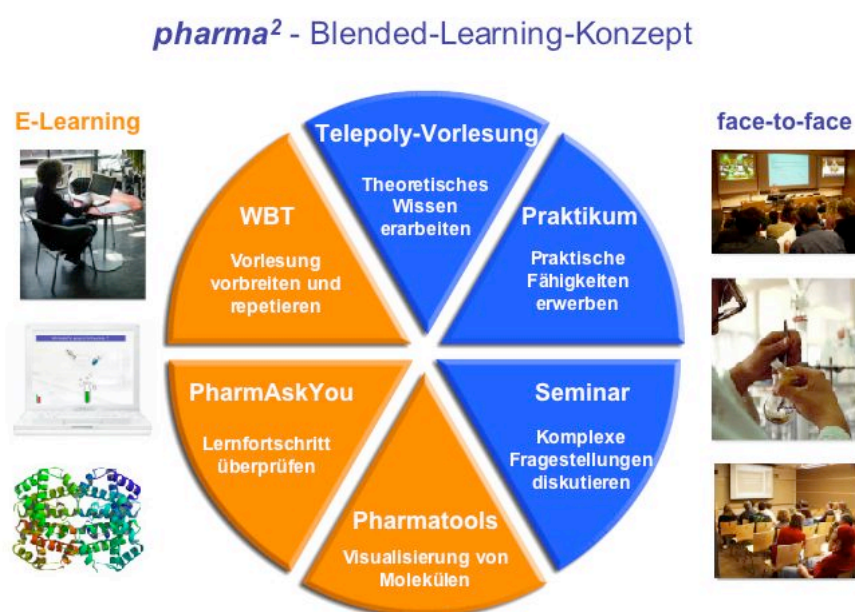 pharma² - Blended-Learning-Konzept
E-Learning
face-to-face
Telepoly-Vorlesung
Theoretisches
Wissen
erarbeiten
Praktikum
Praktische
Fähigkeiten
erwerben
Seminar
Komplexe
Fragestellungen
diskutieren
Pharmatools
Visualisierung von
Molekülen
PharmAskYou
Lernfortschritt
überprüfen
WBT
Vorlesung
vorbreiten und
repetieren